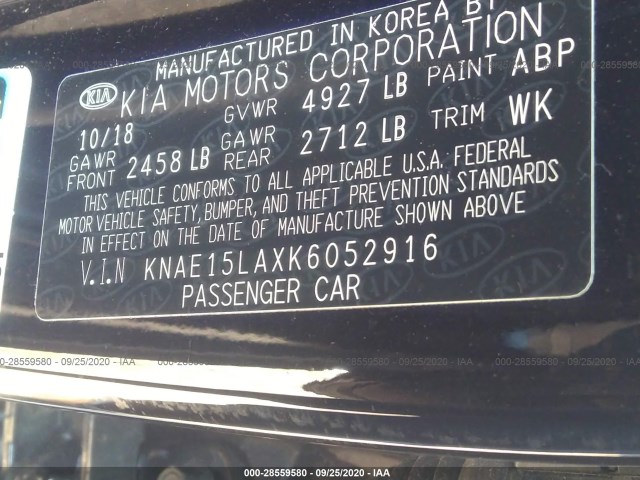 MANUFACTURED IN KOREA BY
KIA KIA MOTORS CORPORATION
10/18 GVWR 4927 LB PAINT ABP
GAWR FRONT 2458 LB GAWR REAR 2712 LB TRIM WK
THIS VEHICLE CONFORMS TO ALL APPLICABLE U.S.A. FEDERAL
MOTOR VEHICLE SAFETY, BUMPER, AND THEFT PREVENTION STANDARDS
IN EFFECT ON THE DATE OF MANUFACTURE SHOWN ABOVE
V.I.N KNAE15LAXK6052916
PASSENGER CAR
000-28559580 - 09/25/2020 - IAA
000-28559580 - 09/25/2020 - IAA